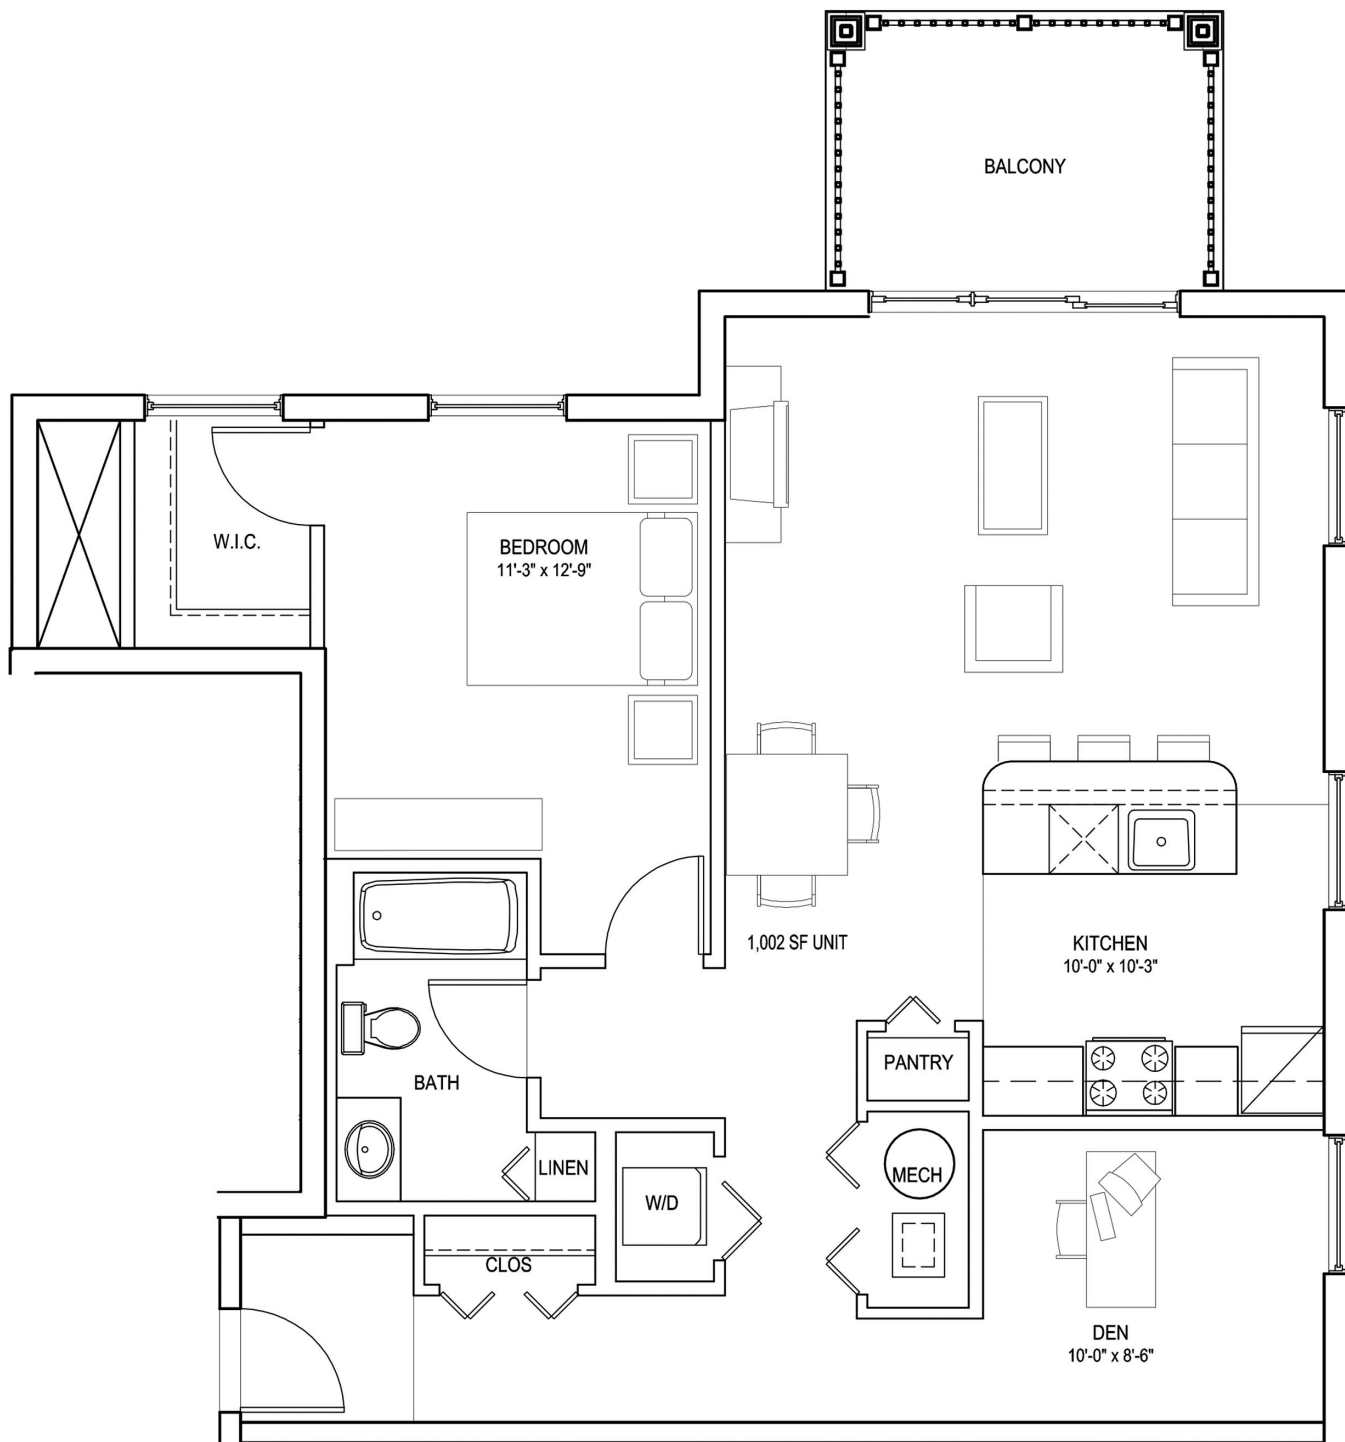 BALCONY
W.I.C.
BEDROOM
11'-3" x 12'-9"
1,002 SF UNIT
KITCHEN
10'-0" x 10'-3"
PANTRY
BATH
LINEN
MECH
W/D
CLOS
DEN
10'-0" x 8'-6"